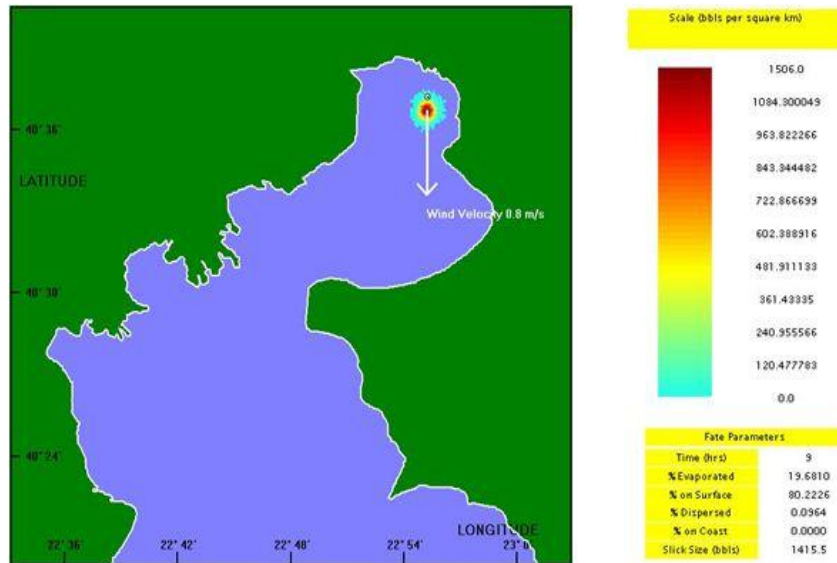 Scale (bbls per square km)
1506.0
1084.300049
963.822266
843.344482
722.866699
602.388916
481.911133
361.43335
240.955566
120.477783
0.0
40° 36
LATITUDE
Wind Velocity 0.8 m/s
40° 30
40° 24
LONGITUDE
22° 36 22° 42 22° 48 22° 54 23° 0
Fate Parameters
Time (hrs) 9
% Evaporated 19.6810
% on Surface 80.2226
% Dispersed 0.0964
% on Coast 0.0000
Slick Size (bbls) 1415.5